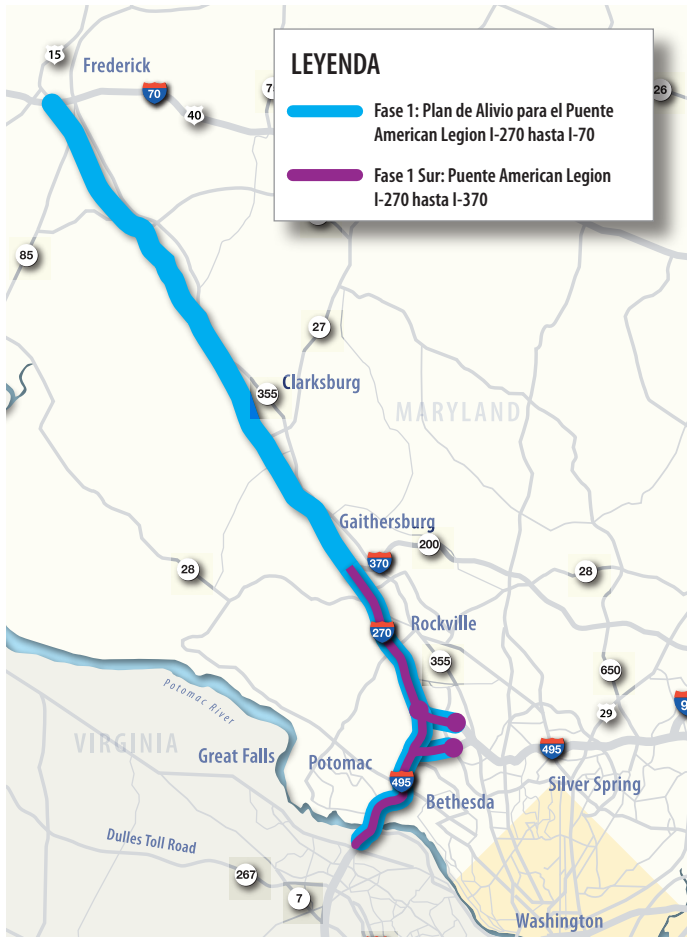 LEYENDA
Fase 1: Plan de Alivio para el Puente
American Legion I-270 hasta I-70
Fase 1 Sur: Puente American Legion
I-270 hasta I-370
15
Frederick
70
40
26
85
27
355
Clarksburg
MARYLAND
Gaithersburg
200
370
28
28
270
Rockville
355
650
29
Potomac River
VIRGINIA
Great Falls
Potomac
495
495
Bethesda
Silver Spring
Dulles Toll Road
267
7
Washington